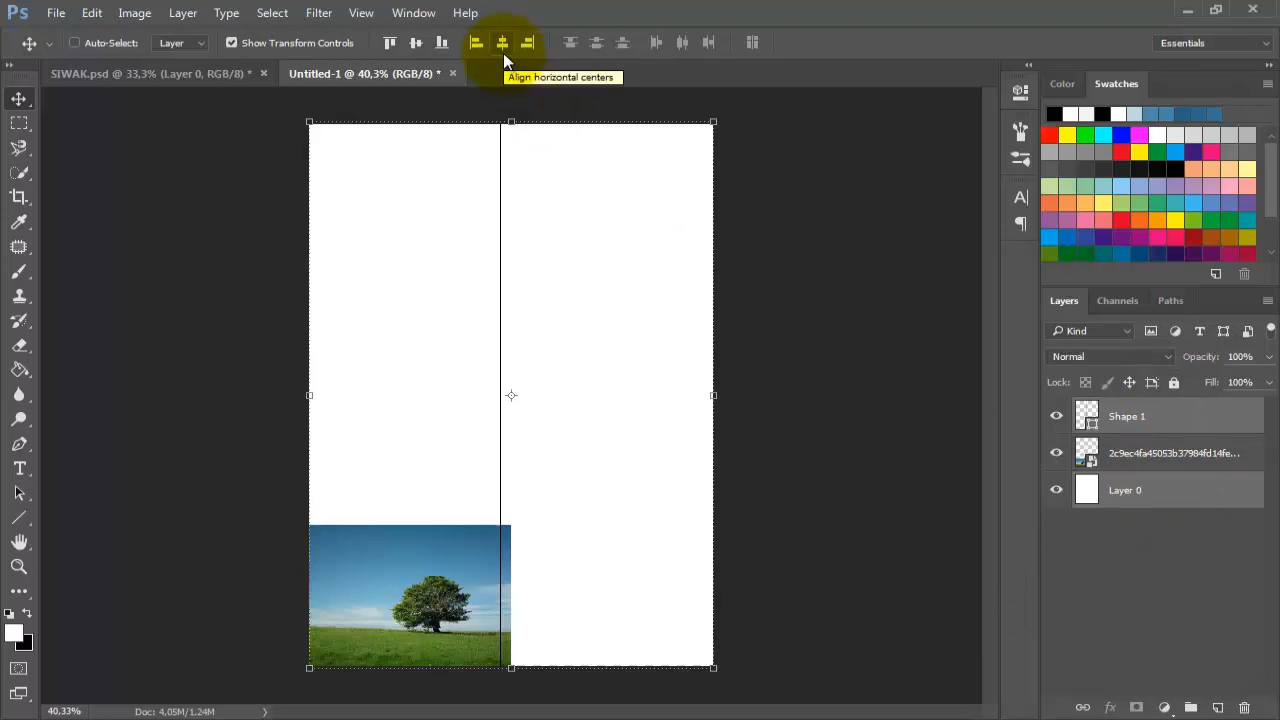 Ps File Edit Image Layer Type Select Filter View Window Help
Auto-Select: Layer Show Transform Controls Essentials
SIWAK.psd @ 33,3% (Layer 0, RGB/8) * Untitled-1 @ 40,3% (RGB/8) *
Align horizontal centers
Color Swatches
Layers Channels Paths
Kind
Normal Opacity: 100%
Lock: Fill: 100%
Shape 1
2c9ec4fa45053b37984fd14fe...
Layer 0
40,33% Doc: 4,05M/1,24M